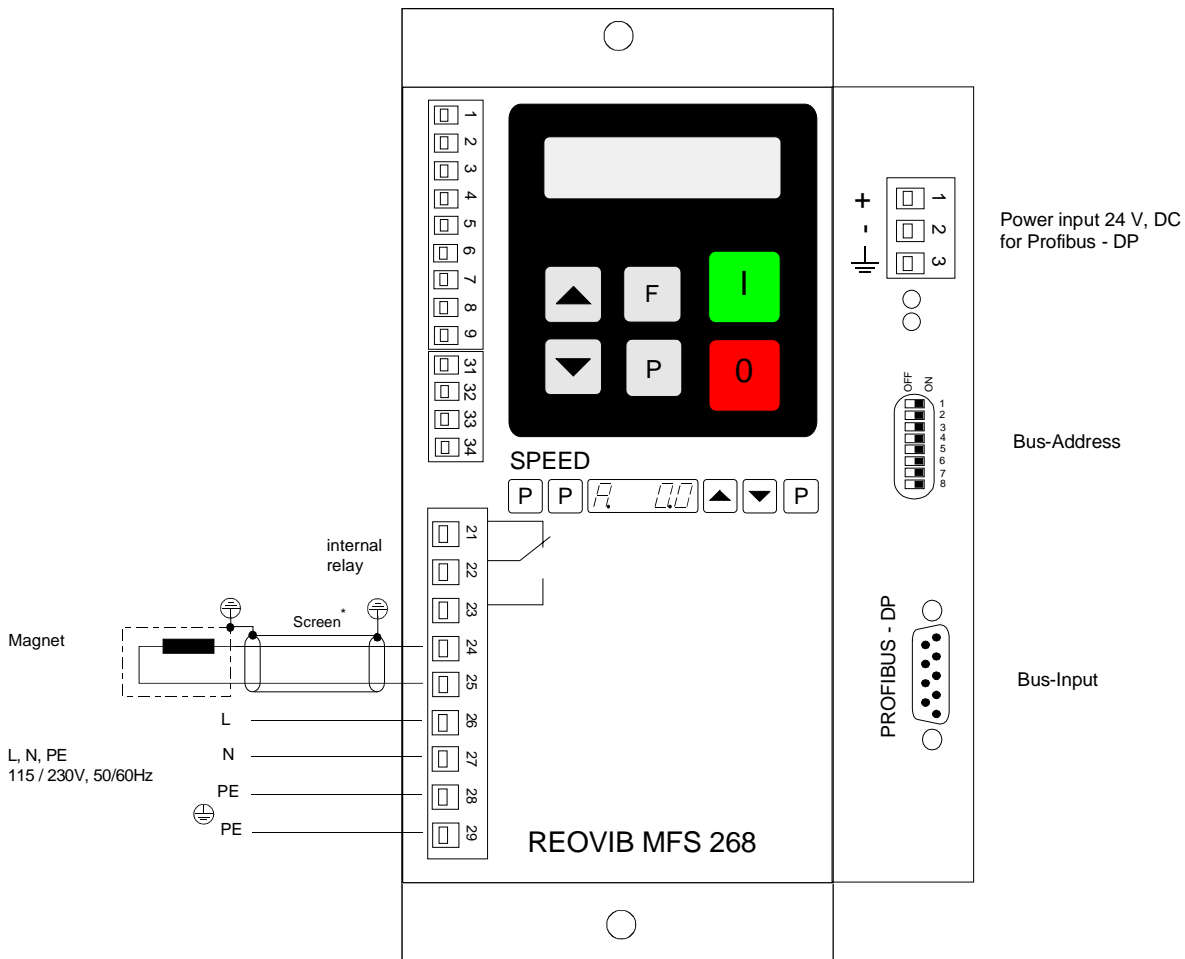 1
2
3
4
5
6
7
8
9
31
32
33
34
F
I
P
0
SPEED
P P A. 0.0 P
21
22
23
24
25
26
27
28
29
internal
relay
Screen*
Magnet
L
N
PE
PE
L, N, PE
115 / 230V, 50/60Hz
REOVIB MFS 268
+
-
1
2
3
Power input 24 V, DC
for Profibus - DP
OFF ON
1
2
3
4
5
6
7
8
Bus-Address
PROFIBUS - DP
Bus-Input